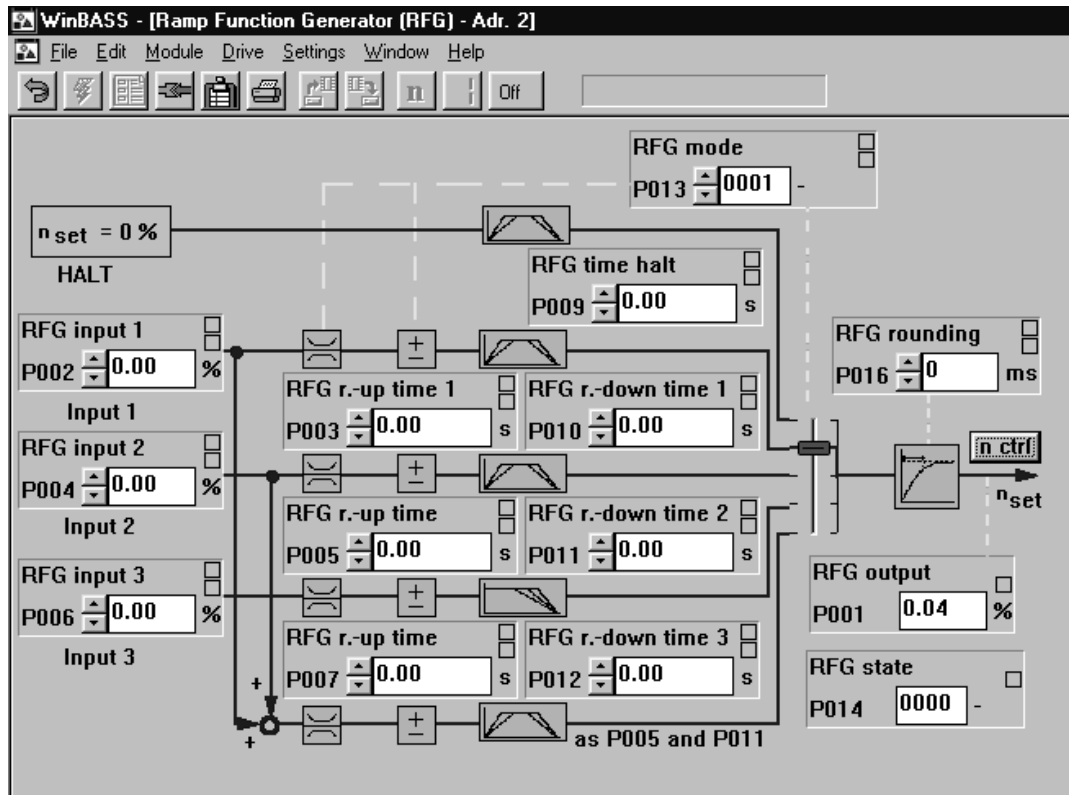 WinBASS - [Ramp Function Generator (RFG) - Adr. 2]
File Edit Module Drive Settings Window Help
n Off
RFG mode
P013 0001 -
n set = 0 %
HALT
RFG time halt
P009 0.00 s
RFG input 1
P002 0.00 %
Input 1
+
−
RFG rounding
P016 0 ms
RFG r.-up time 1
P003 0.00 s
RFG r.-down time 1
P010 0.00 s
RFG input 2
P004 0.00 %
Input 2
+
−
n ctrl
n set
RFG r.-up time
P005 0.00 s
RFG r.-down time 2
P011 0.00 s
RFG input 3
P006 0.00 %
Input 3
+
−
RFG output
P001 0.04 %
RFG r.-up time
P007 0.00 s
RFG r.-down time 3
P012 0.00 s
RFG state
P014 0000 -
+
+
+
−
as P005 and P011